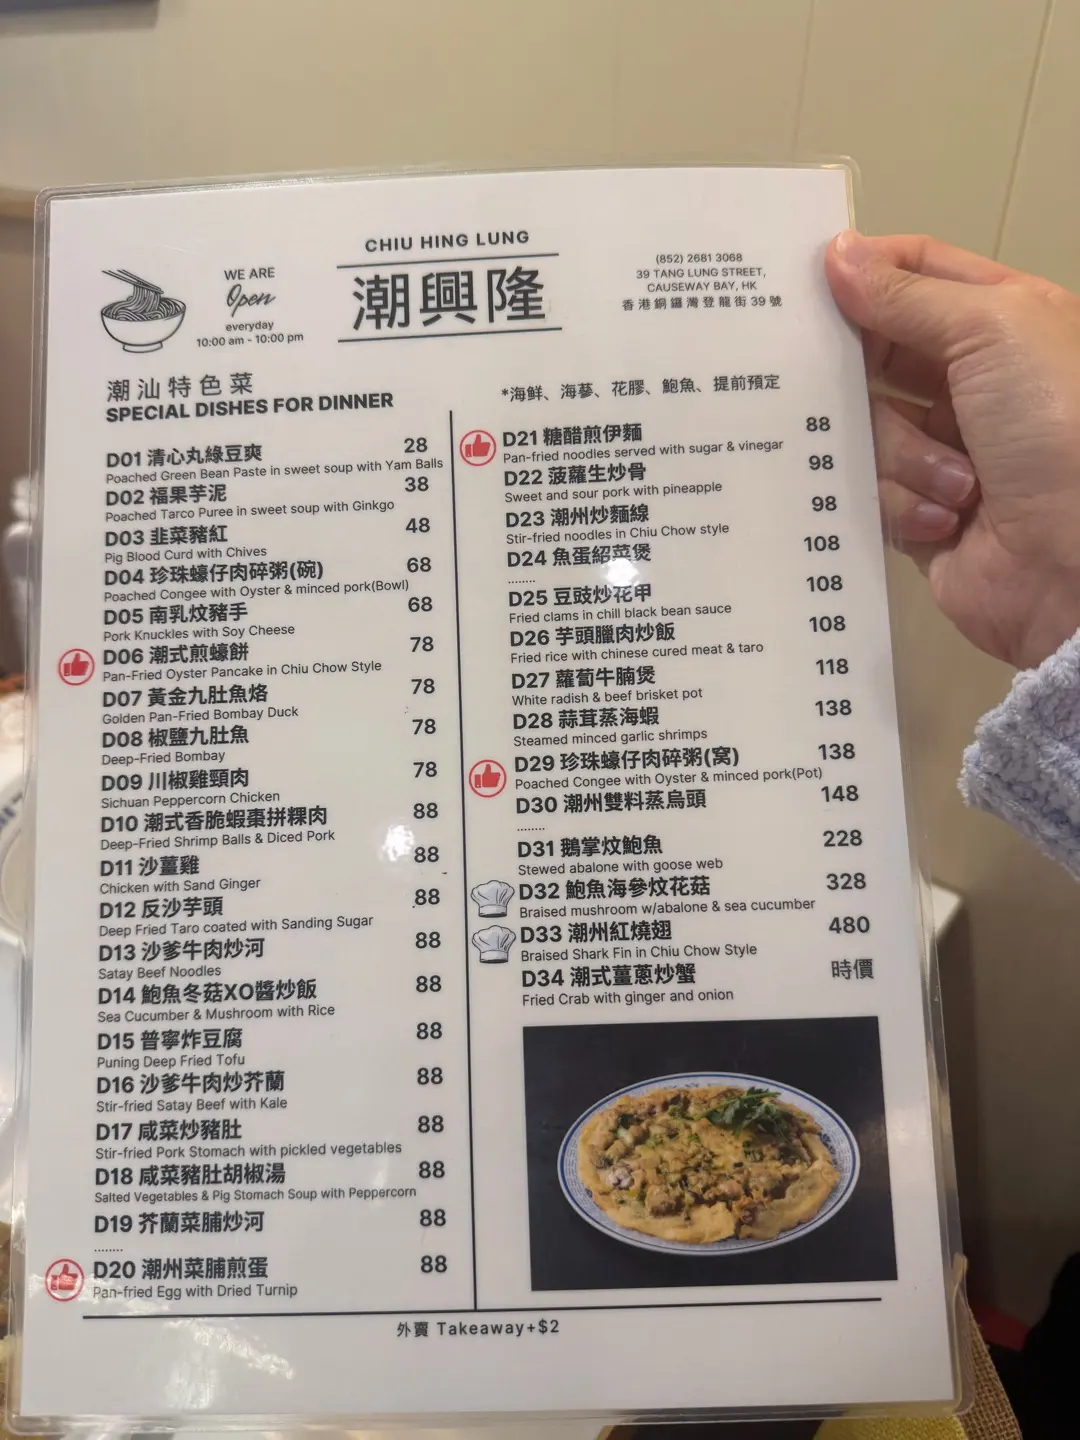 CHIU HING LUNG
潮興隆
WE ARE
Open
everyday
10:00 am - 10:00 pm
(852) 2681 3068
39 TANG LUNG STREET,
CAUSEWAY BAY, HK
香港銅鑼灣登龍街39號
潮汕特色菜
SPECIAL DISHES FOR DINNER
D01 清心丸綠豆爽 28
Poached Green Bean Paste in sweet soup with Yam Balls
D02 福果芋泥 38
Poached Tarco Puree in sweet soup with Ginkgo
D03 韭菜豬紅 48
Pig Blood Curd with Chives
D04 珍珠蠔仔肉碎粥(碗) 68
Poached Congee with Oyster & minced pork(Bowl)
D05 南乳炆豬手 68
Pork Knuckles with Soy Cheese
D06 潮式煎蠔餅 78
Pan-Fried Oyster Pancake in Chiu Chow Style
D07 黃金九肚魚烙 78
Golden Pan-Fried Bombay Duck
D08 椒鹽九肚魚 78
Deep-Fried Bombay
D09 川椒雞頸肉 78
Sichuan Peppercorn Chicken
D10 潮式香脆蝦棗拼粿肉 88
Deep-Fried Shrimp Balls & Diced Pork
D11 沙薑雞 88
Chicken with Sand Ginger
D12 反沙芋頭 88
Deep Fried Taro coated with Sanding Sugar
D13 沙爹牛肉炒河 88
Satay Beef Noodles
D14 鮑魚冬菇XO醬炒飯 88
Sea Cucumber & Mushroom with Rice
D15 普寧炸豆腐 88
Puning Deep Fried Tofu
D16 沙爹牛肉炒芥蘭 88
Stir-fried Satay Beef with Kale
D17 咸菜炒豬肚 88
Stir-fried Pork Stomach with pickled vegetables
D18 咸菜豬肚胡椒湯 88
Salted Vegetables & Pig Stomach Soup with Peppercorn
D19 芥蘭菜脯炒河 88
........
D20 潮州菜脯煎蛋 88
Pan-fried Egg with Dried Turnip
*海鮮、海蔘、花膠、鮑魚、提前預定
D21 糖醋煎伊麵 88
Pan-fried noodles served with sugar & vinegar
D22 菠蘿生炒骨 98
Sweet and sour pork with pineapple
D23 潮州炒麵線 98
Stir-fried noodles in Chiu Chow style
D24 魚蛋紹菜煲 108
........
D25 豆豉炒花甲 108
Fried clams in chill black bean sauce
D26 芋頭臘肉炒飯 108
Fried rice with chinese cured meat & taro
D27 蘿蔔牛腩煲 118
White radish & beef brisket pot
D28 蒜茸蒸海蝦 138
Steamed minced garlic shrimps
D29 珍珠蠔仔肉碎粥(窝) 138
Poached Congee with Oyster & minced pork(Pot)
D30 潮州雙料蒸烏頭 148
........
D31 鵝掌炆鮑魚 228
Stewed abalone with goose web
D32 鮑魚海參炆花菇 328
Braised mushroom w/abalone & sea cucumber
D33 潮州紅燒翅 480
Braised Shark Fin in Chiu Chow Style
D34 潮式薑蔥炒蟹 時價
Fried Crab with ginger and onion
外賣 Takeaway+$2